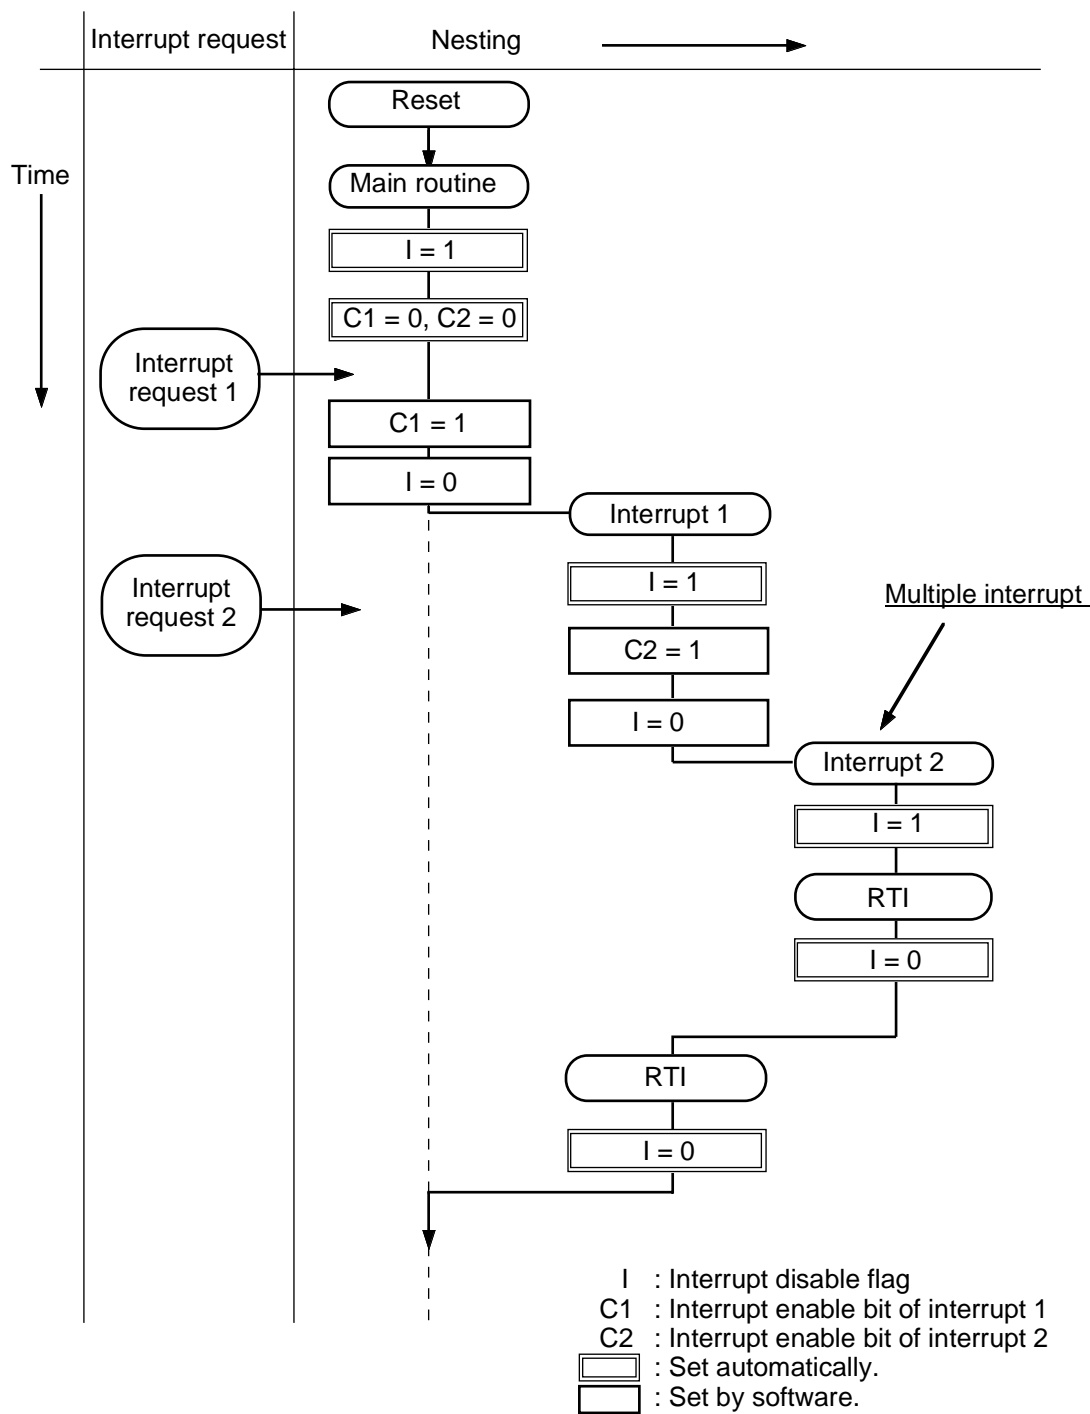 Interrupt request
Nesting
Reset
Time
Main routine
I = 1
C1 = 0, C2 = 0
Interrupt
request 1
C1 = 1
I = 0
Interrupt 1
I = 1
Interrupt
request 2
Multiple interrupt
C2 = 1
I = 0
Interrupt 2
I = 1
RTI
I = 0
RTI
I = 0
I : Interrupt disable flag
C1 : Interrupt enable bit of interrupt 1
C2 : Interrupt enable bit of interrupt 2
: Set automatically.
: Set by software.